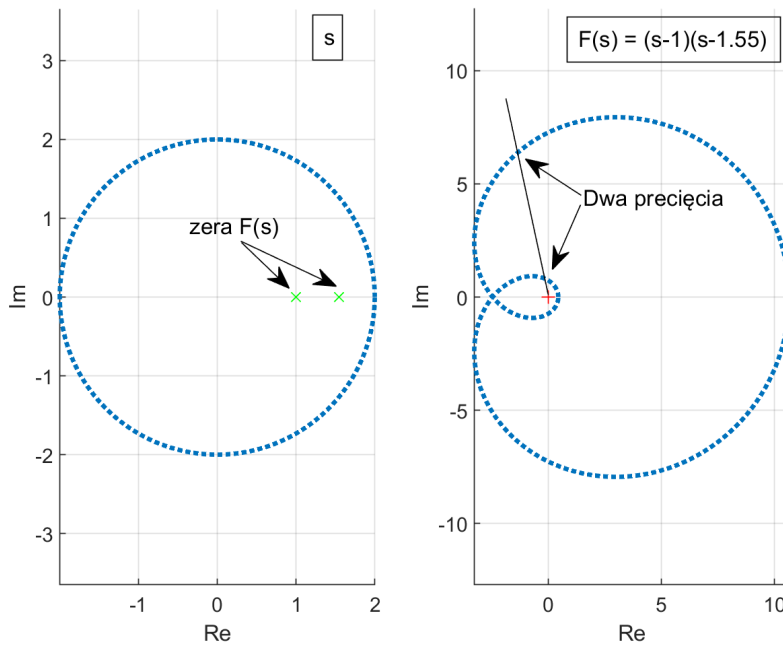 s
3
2
1
0
-1
-2
-3
Im
zera F(s)
-1
0
1
2
Re
F(s) = (s-1)(s-1.55)
10
5
0
-5
-10
Im
Dwa precięcia
0
5
10
Re